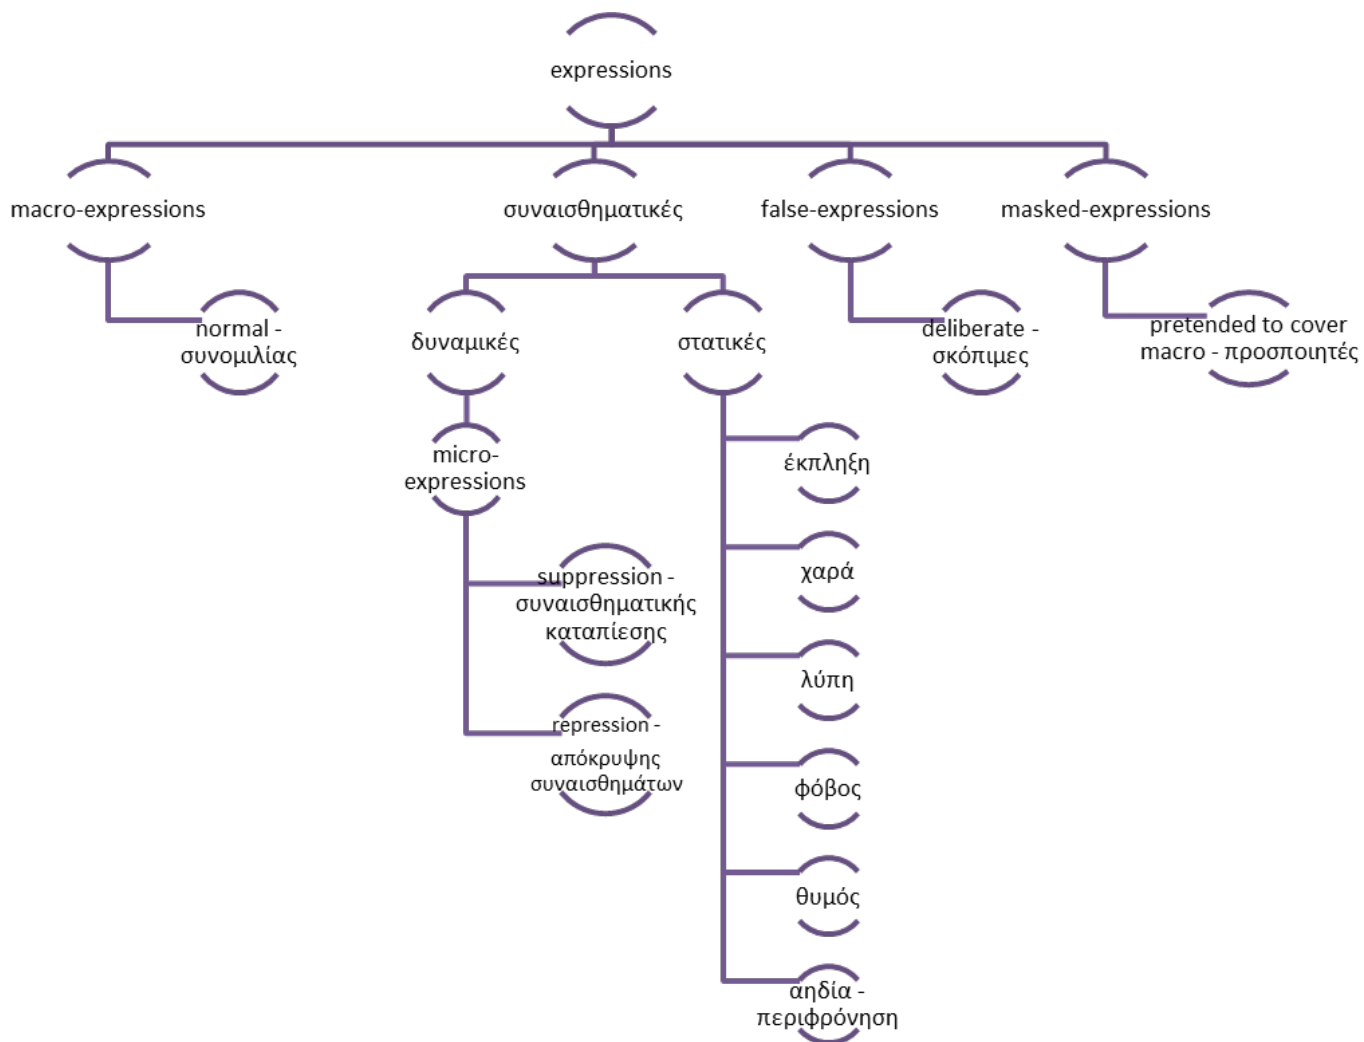 expressions
macro-expressions
συναισθηματικές
false-expressions
masked-expressions
normal -
συνομιλίας
δυναμικές
στατικές
deliberate -
σκόπιμες
pretended to cover
macro - προσποιητές
micro-
expressions
suppression -
συναισθηματικής
καταπίεσης
repression -
απόκρυψης
συναισθημάτων
έκπληξη
χαρά
λύπη
φόβος
θυμός
αηδία -
περιφρόνηση